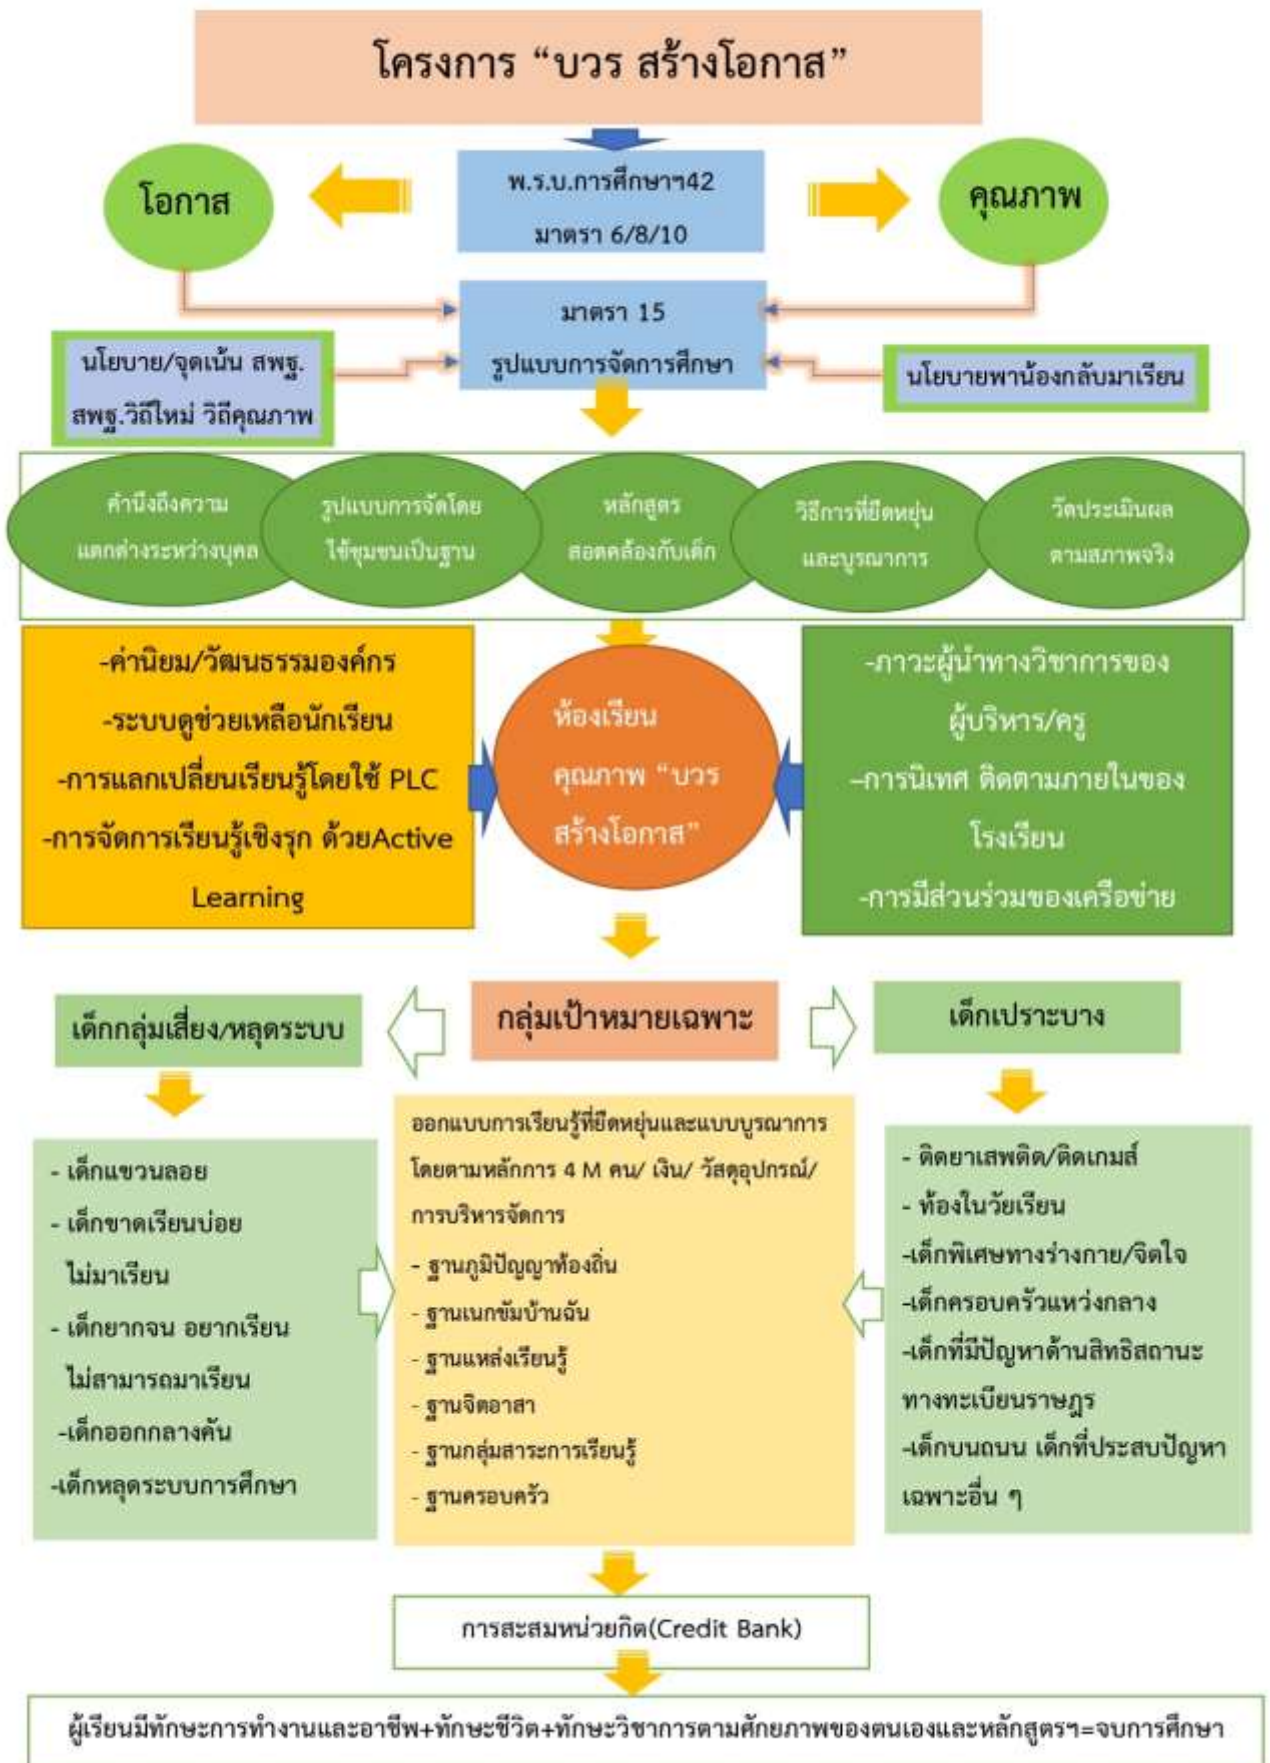 โครงการ “บวร สร้างโอกาส”
พ.ร.บ.การศึกษาฯ42
มาตรา 6/8/10
โอกาส
คุณภาพ
มาตรา 15
รูปแบบการจัดการศึกษา
นโยบาย/จุดเน้น สพฐ.
สพฐ.วิถีใหม่ วิถีคุณภาพ
นโยบายพาน้องกลับมาเรียน
คำนึงถึงความ
แตกต่างระหว่างบุคล
รูปแบบการจัดโดย
ใช้ชุมชนเป็นฐาน
หลักสูตร
สอดคล้องกับเด็ก
วิธีการที่ยืดหยุ่น
และบูรณาการ
วัดประเมินผล
ตามสภาพจริง
-ค่านิยม/วัฒนธรรมองค์กร
-ระบบดูช่วยเหลือนักเรียน
-การแลกเปลี่ยนเรียนรู้โดยใช้ PLC
-การจัดการเรียนรู้เชิงรุก ด้วยActive
Learning
ห้องเรียน
คุณภาพ “บวร
สร้างโอกาส”
-ภาวะผู้นำทางวิชาการของ
ผู้บริหาร/ครู
–การนิเทศ ติดตามภายในของ
โรงเรียน
-การมีส่วนร่วมของเครือข่าย
เด็กกลุ่มเสี่ยง/หลุดระบบ
กลุ่มเป้าหมายเฉพาะ
เด็กเปราะบาง
- เด็กแขวนลอย
- เด็กขาดเรียนบ่อย
ไม่มาเรียน
- เด็กยากจน อยากเรียน
ไม่สามารถมาเรียน
-เด็กออกกลางคัน
-เด็กหลุดระบบการศึกษา
ออกแบบการเรียนรู้ที่ยืดหยุ่นและแบบบูรณาการ
โดยตามหลักการ 4 M คน/ เงิน/ วัสดุอุปกรณ์/
การบริหารจัดการ
- ฐานภูมิปัญญาท้องถิ่น
- ฐานเนกขัมบ้านฉัน
- ฐานแหล่งเรียนรู้
- ฐานจิตอาสา
- ฐานกลุ่มสาระการเรียนรู้
- ฐานครอบครัว
- ติดยาเสพติด/ติดเกมส์
- ท้องในวัยเรียน
-เด็กพิเศษทางร่างกาย/จิตใจ
-เด็กครอบครัวแหว่งกลาง
-เด็กที่มีปัญหาด้านสิทธิสถานะ
ทางทะเบียนราษฎร
-เด็กบนถนน เด็กที่ประสบปัญหา
เฉพาะอื่น ๆ
การสะสมหน่วยกิต(Credit Bank)
ผู้เรียนมีทักษะการทำงานและอาชีพ+ทักษะชีวิต+ทักษะวิชาการตามศักยภาพของตนเองและหลักสูตรฯ=จบการศึกษา